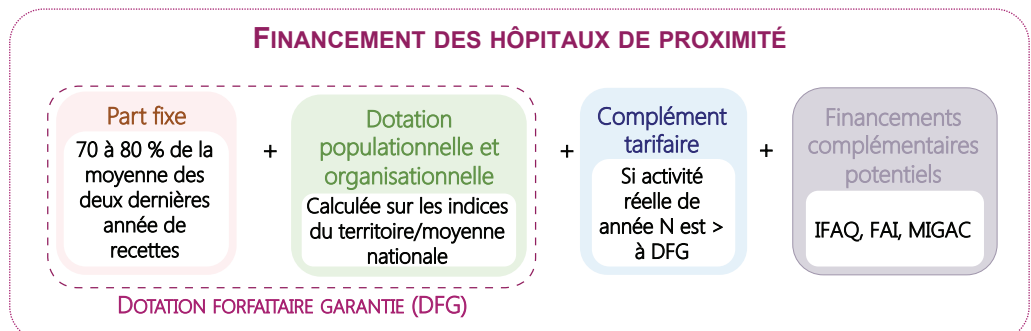 FINANCEMENT DES HÔPITAUX DE PROXIMITÉ
Part fixe
70 à 80 % de la
moyenne des
deux dernières
année de
recettes
+
Dotation
populationnelle et
organisationnelle
Calculée sur les indices
du territoire/moyenne
nationale
+
Complément
tarifaire
Si activité
réelle de
année N est >
à DFG
+
Financements
complémentaires
potentiels
IFAQ, FAI, MIGAC
DOTATION FORFAITAIRE GARANTIE (DFG)